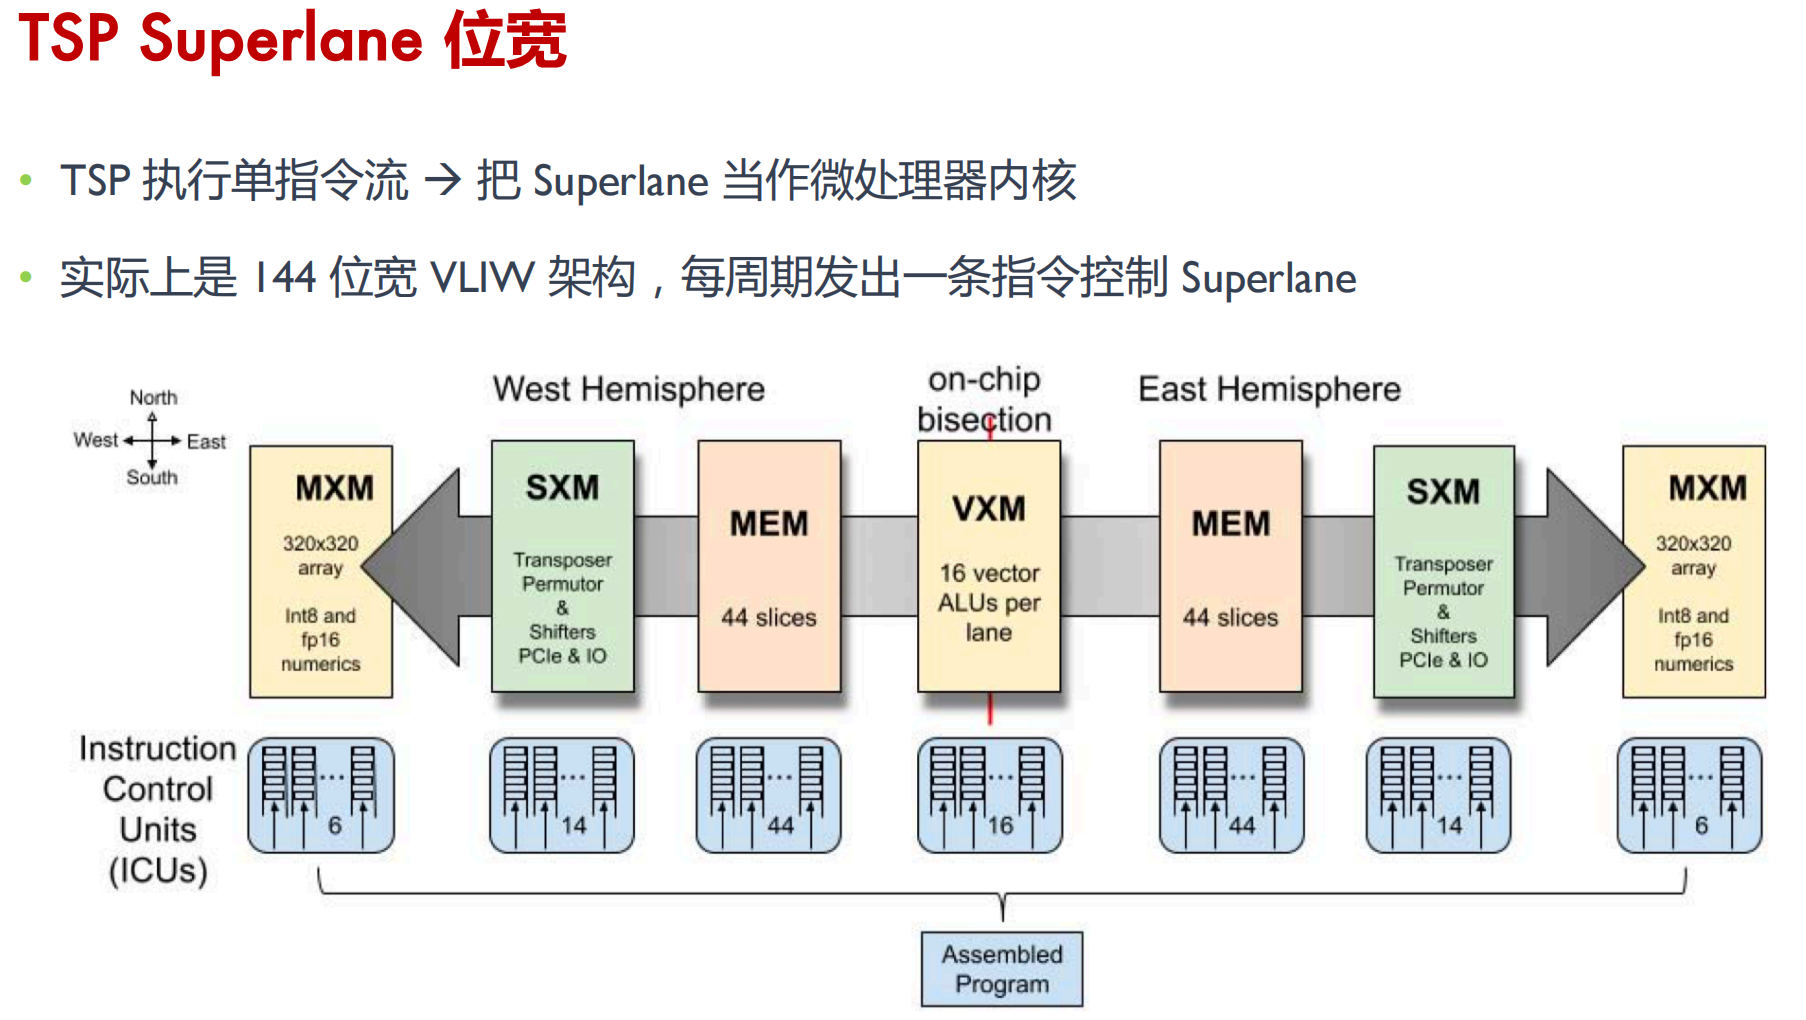 TSP Superlane 位宽
• TSP 执行单指令流 → 把 Superlane 当作微处理器内核
• 实际上是 144 位宽 VLIW 架构，每周期发出一条指令控制 Superlane
North
West East
South
West Hemisphere
on-chip
bisection
East Hemisphere
MXM
320x320
array
Int8 and
fp16
numerics
SXM
Transposer
Permutor
&
Shifters
PCIe & IO
MEM
44 slices
VXM
16 vector
ALUs per
lane
MEM
44 slices
SXM
Transposer
Permutor
&
Shifters
PCIe & IO
MXM
320x320
array
Int8 and
fp16
numerics
Instruction
Control
Units
(ICUs)
... 6
... 14
... 44
... 16
... 44
... 14
... 6
Assembled
Program